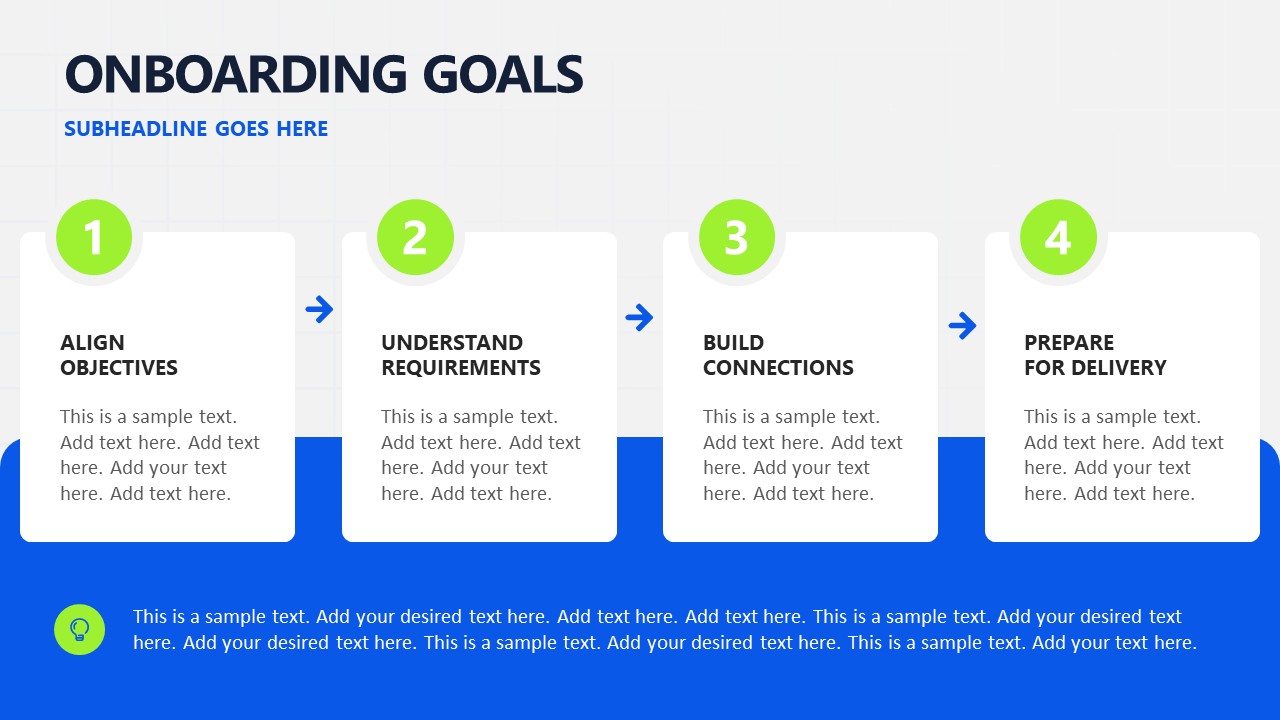 ONBOARDING GOALS
SUBHEADLINE GOES HERE
1
ALIGN
OBJECTIVES
This is a sample text.
Add text here. Add text
here. Add your text
here. Add text here.
2
UNDERSTAND
REQUIREMENTS
This is a sample text.
Add text here. Add text
here. Add your text
here. Add text here.
3
BUILD
CONNECTIONS
This is a sample text.
Add text here. Add text
here. Add your text
here. Add text here.
4
PREPARE
FOR DELIVERY
This is a sample text.
Add text here. Add text
here. Add your text
here. Add text here.
This is a sample text. Add your desired text here. Add text here. Add text here. This is a sample text. Add your desired text
here. Add your desired text here. This is a sample text. Add your desired text here. This is a sample text. Add your text here.